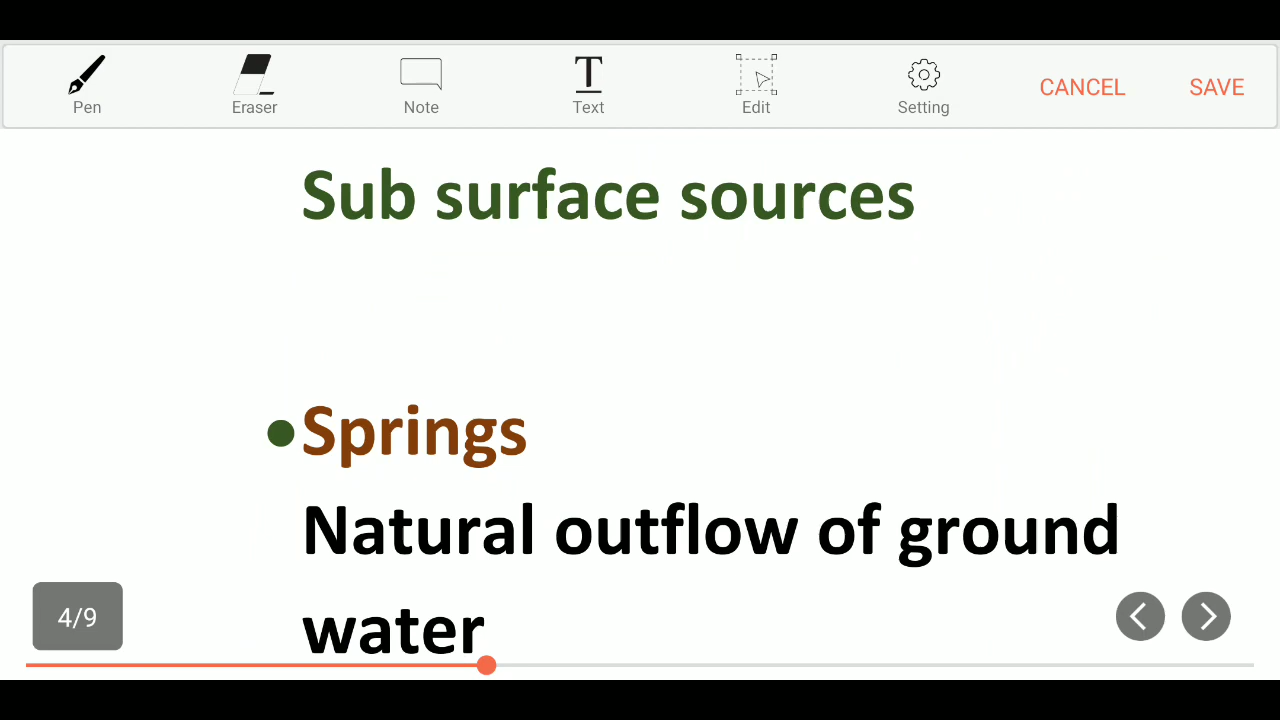 Pen Eraser Note Text Edit Setting CANCEL SAVE
Sub surface sources
•Springs
Natural outflow of ground
water
4/9